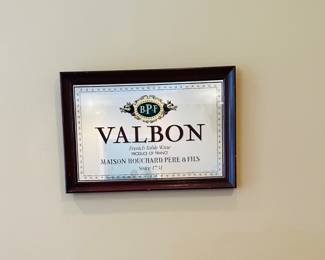 BPF
VALBON
French Table Wine
PRODUCE OF FRANCE
MAISON BOUCHARD PERE & FILS
Since 1731